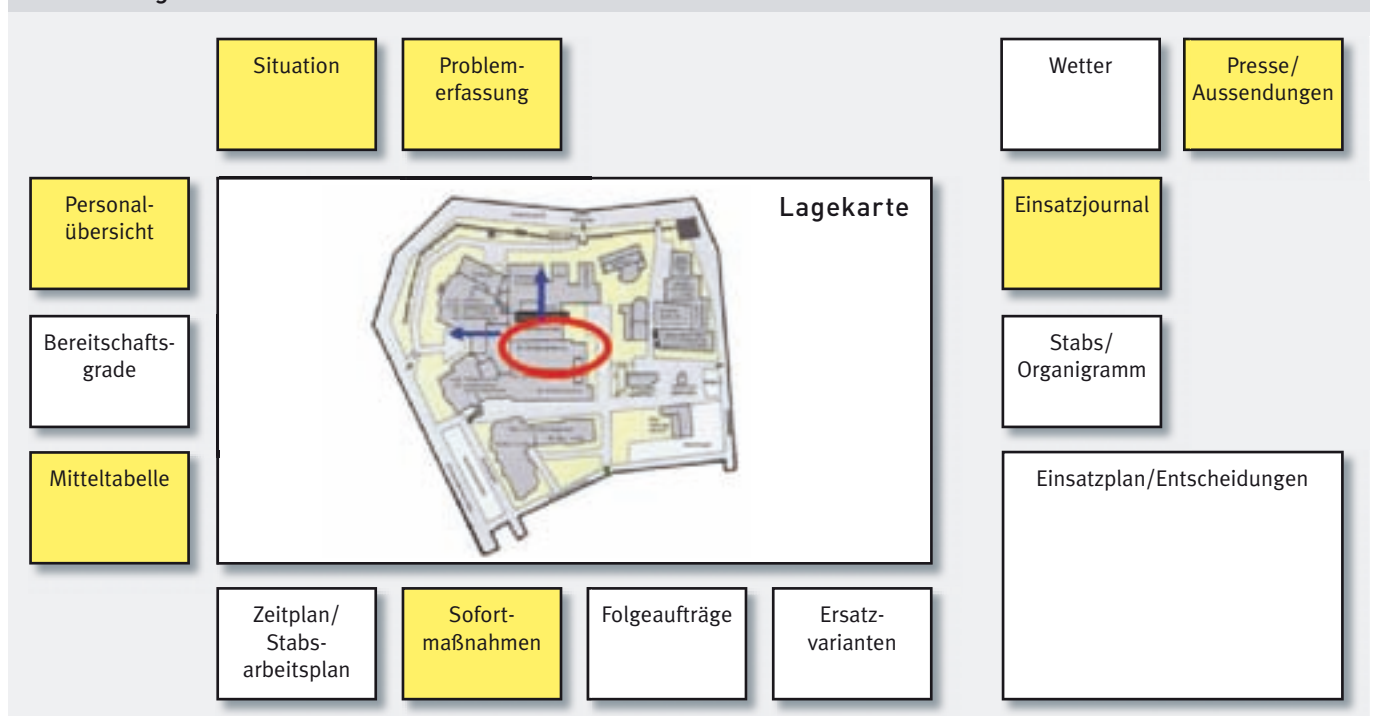 Situation
Problem-
erfassung
Wetter
Presse/
Aussendungen
Personal-
übersicht
Lagekarte
Einsatzjournal
Bereitschafts-
grade
Stabs/
Organigramm
Mitteltabelle
Einsatzplan/Entscheidungen
Zeitplan/
Stabs-
arbeitsplan
Sofort-
maßnahmen
Folgeaufträge
Ersatz-
varianten